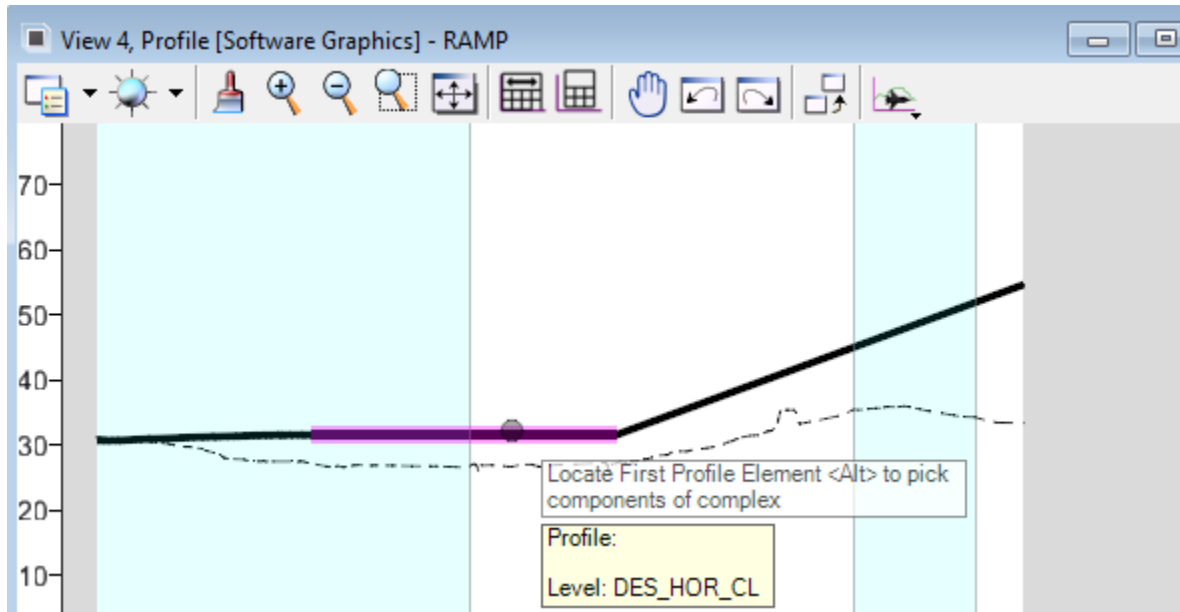 View 4, Profile [Software Graphics] - RAMP
70
60
50
40
30
20
10
Locate First Profile Element <Alt> to pick
components of complex
Profile:
Level: DES_HOR_CL